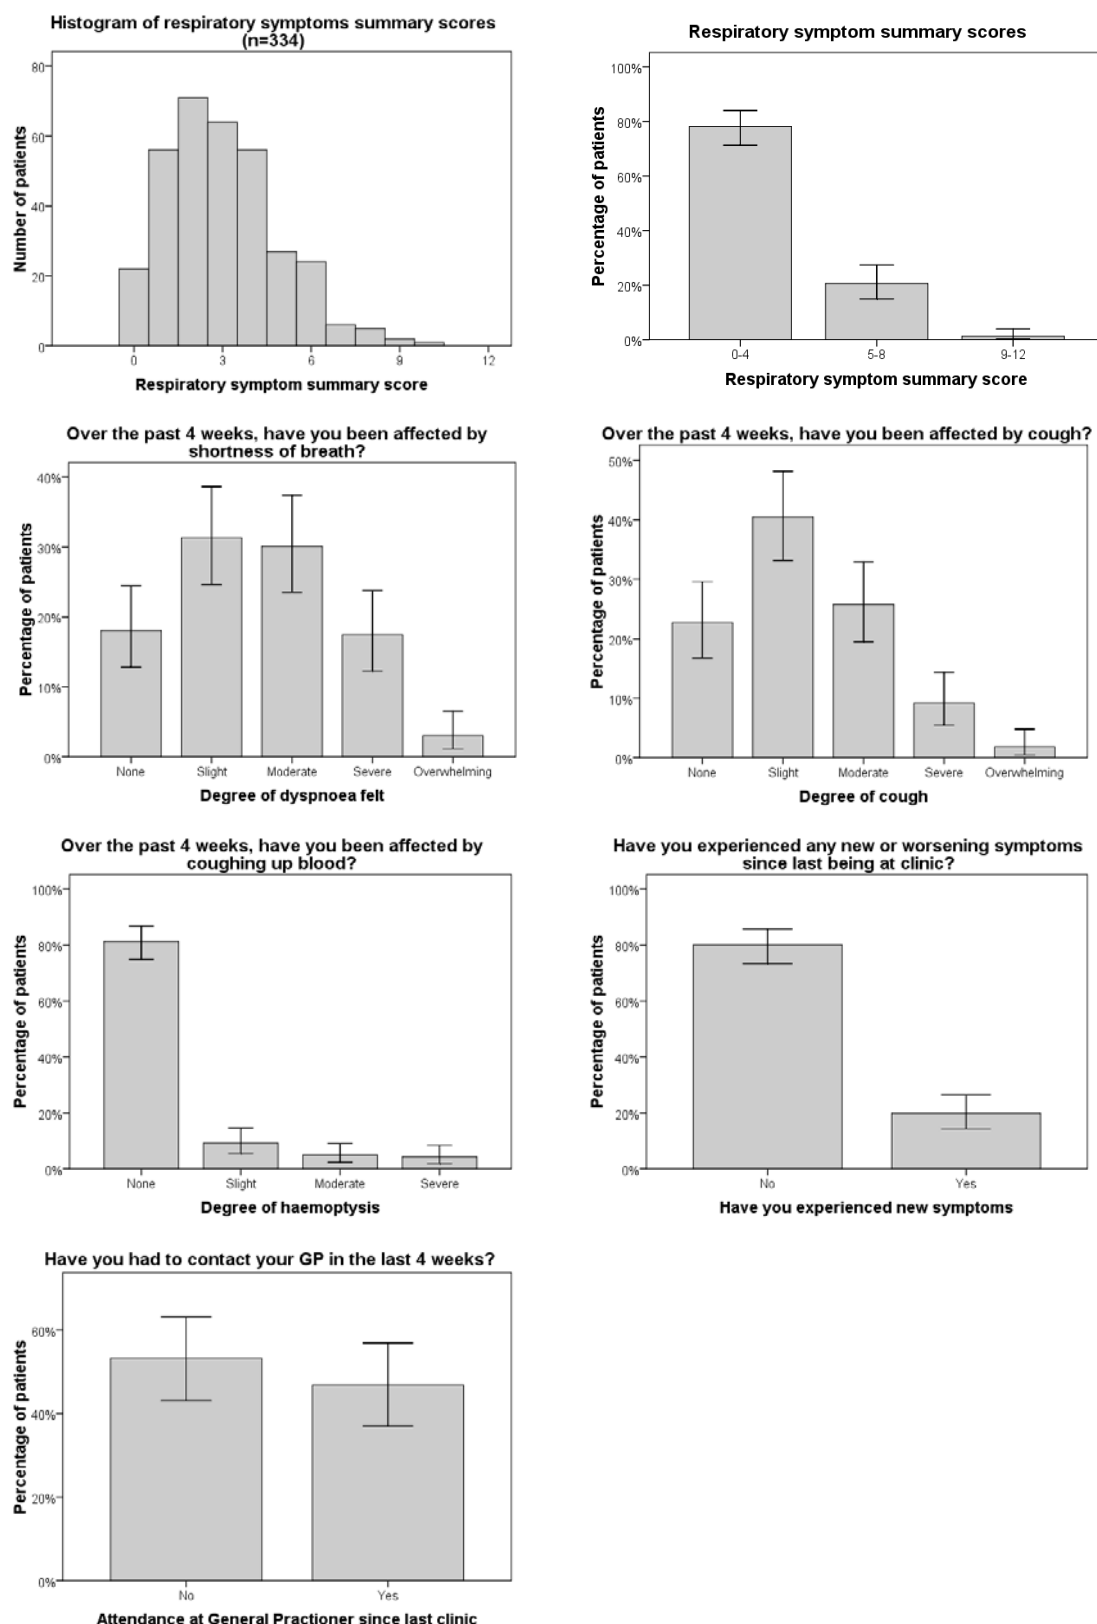 Histogram of respiratory symptoms summary scores
(n=334)
80
60
40
20
0
Number of patients
0 3 6 9 12
Respiratory symptom summary score
Respiratory symptom summary scores
100%
80%
60%
40%
20%
0%
Percentage of patients
0-4 5-8 9-12
Respiratory symptom summary score
Over the past 4 weeks, have you been affected by
shortness of breath?
40%
30%
20%
10%
0%
Percentage of patients
None Slight Moderate Severe Overwhelming
Degree of dyspnoea felt
Over the past 4 weeks, have you been affected by cough?
50%
40%
30%
20%
10%
0%
Percentage of patients
None Slight Moderate Severe Overwhelming
Degree of cough
Over the past 4 weeks, have you been affected by
coughing up blood?
100%
80%
60%
40%
20%
0%
Percentage of patients
None Slight Moderate Severe
Degree of haemoptysis
Have you experienced any new or worsening symptoms
since last being at clinic?
100%
80%
60%
40%
20%
0%
Percentage of patients
No Yes
Have you experienced new symptoms
Have you had to contact your GP in the last 4 weeks?
60%
40%
20%
0%
Percentage of patients
No Yes
Attendance at General Practioner since last clinic